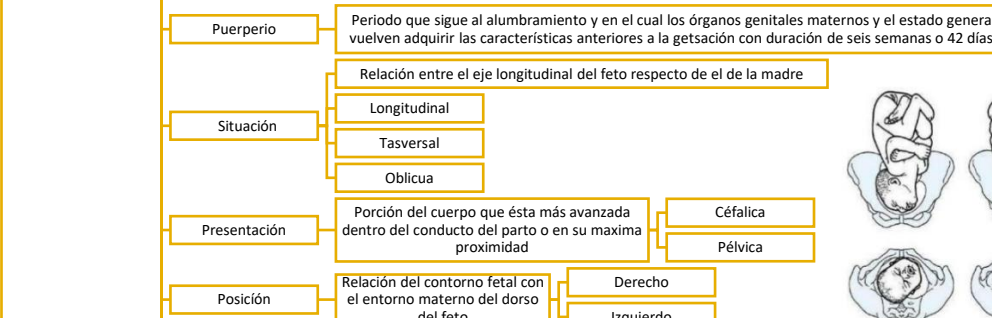 Puerperio
Periodo que sigue al alumbramiento y en el cual los órganos genitales maternos y el estado genera
vuelven adquirir las características anteriores a la getsación con duración de seis semanas o 42 días
Situación
Relación entre el eje longitudinal del feto respecto de el de la madre
Longitudinal
Tasversal
Oblicua
Presentación
Porción del cuerpo que ésta más avanzada
dentro del conducto del parto o en su maxima
proximidad
Céfalica
Pélvica
Posicíón
Relación del contorno fetal con
el entorno materno del dorso
del feto
Derecho
Izquierdo